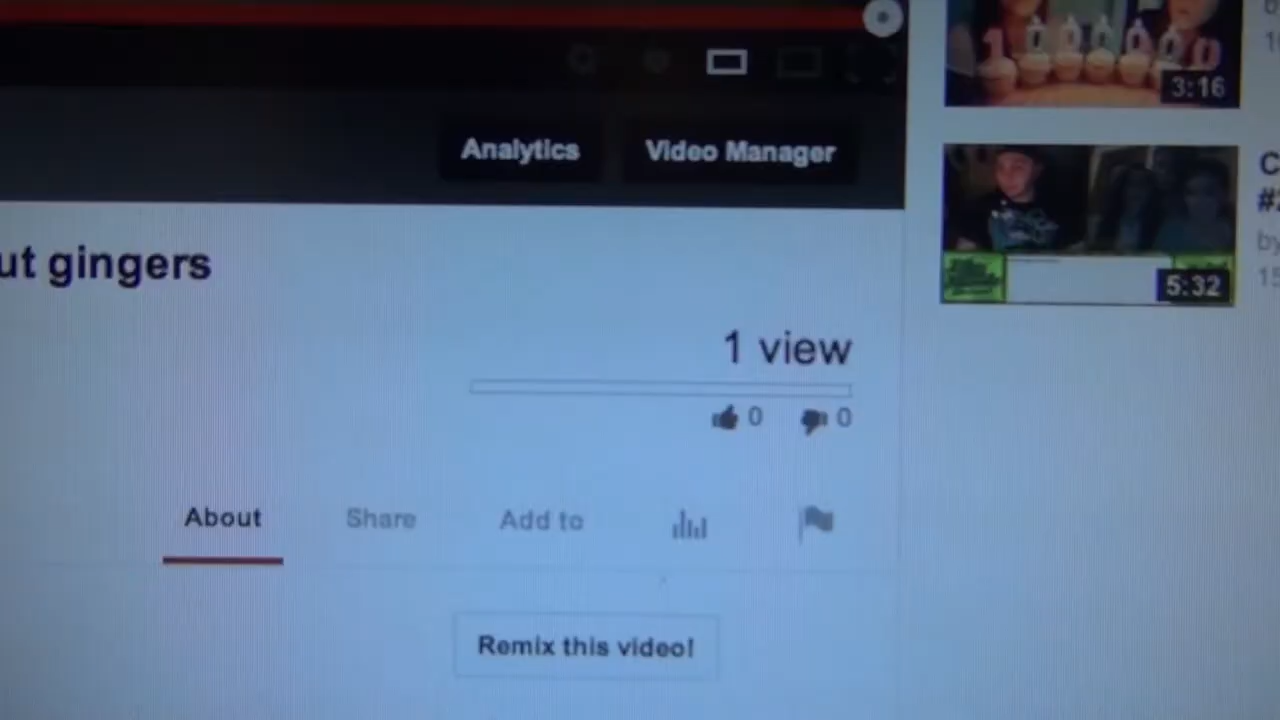 3:16
Analytics
Video Manager
ut gingers
5:32
1 view
0
0
About
Share
Add to
Remix this video!